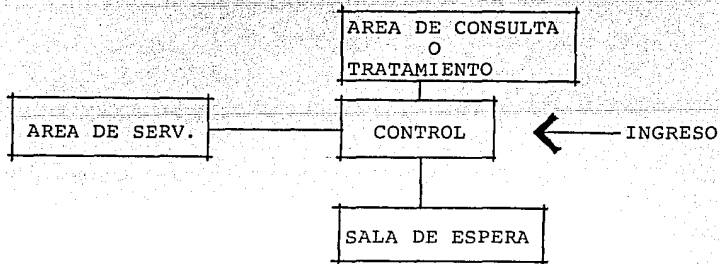 AREA DE CONSULTA
O
TRATAMIENTO
AREA DE SERV.
CONTROL
INGRESO
SALA DE ESPERA